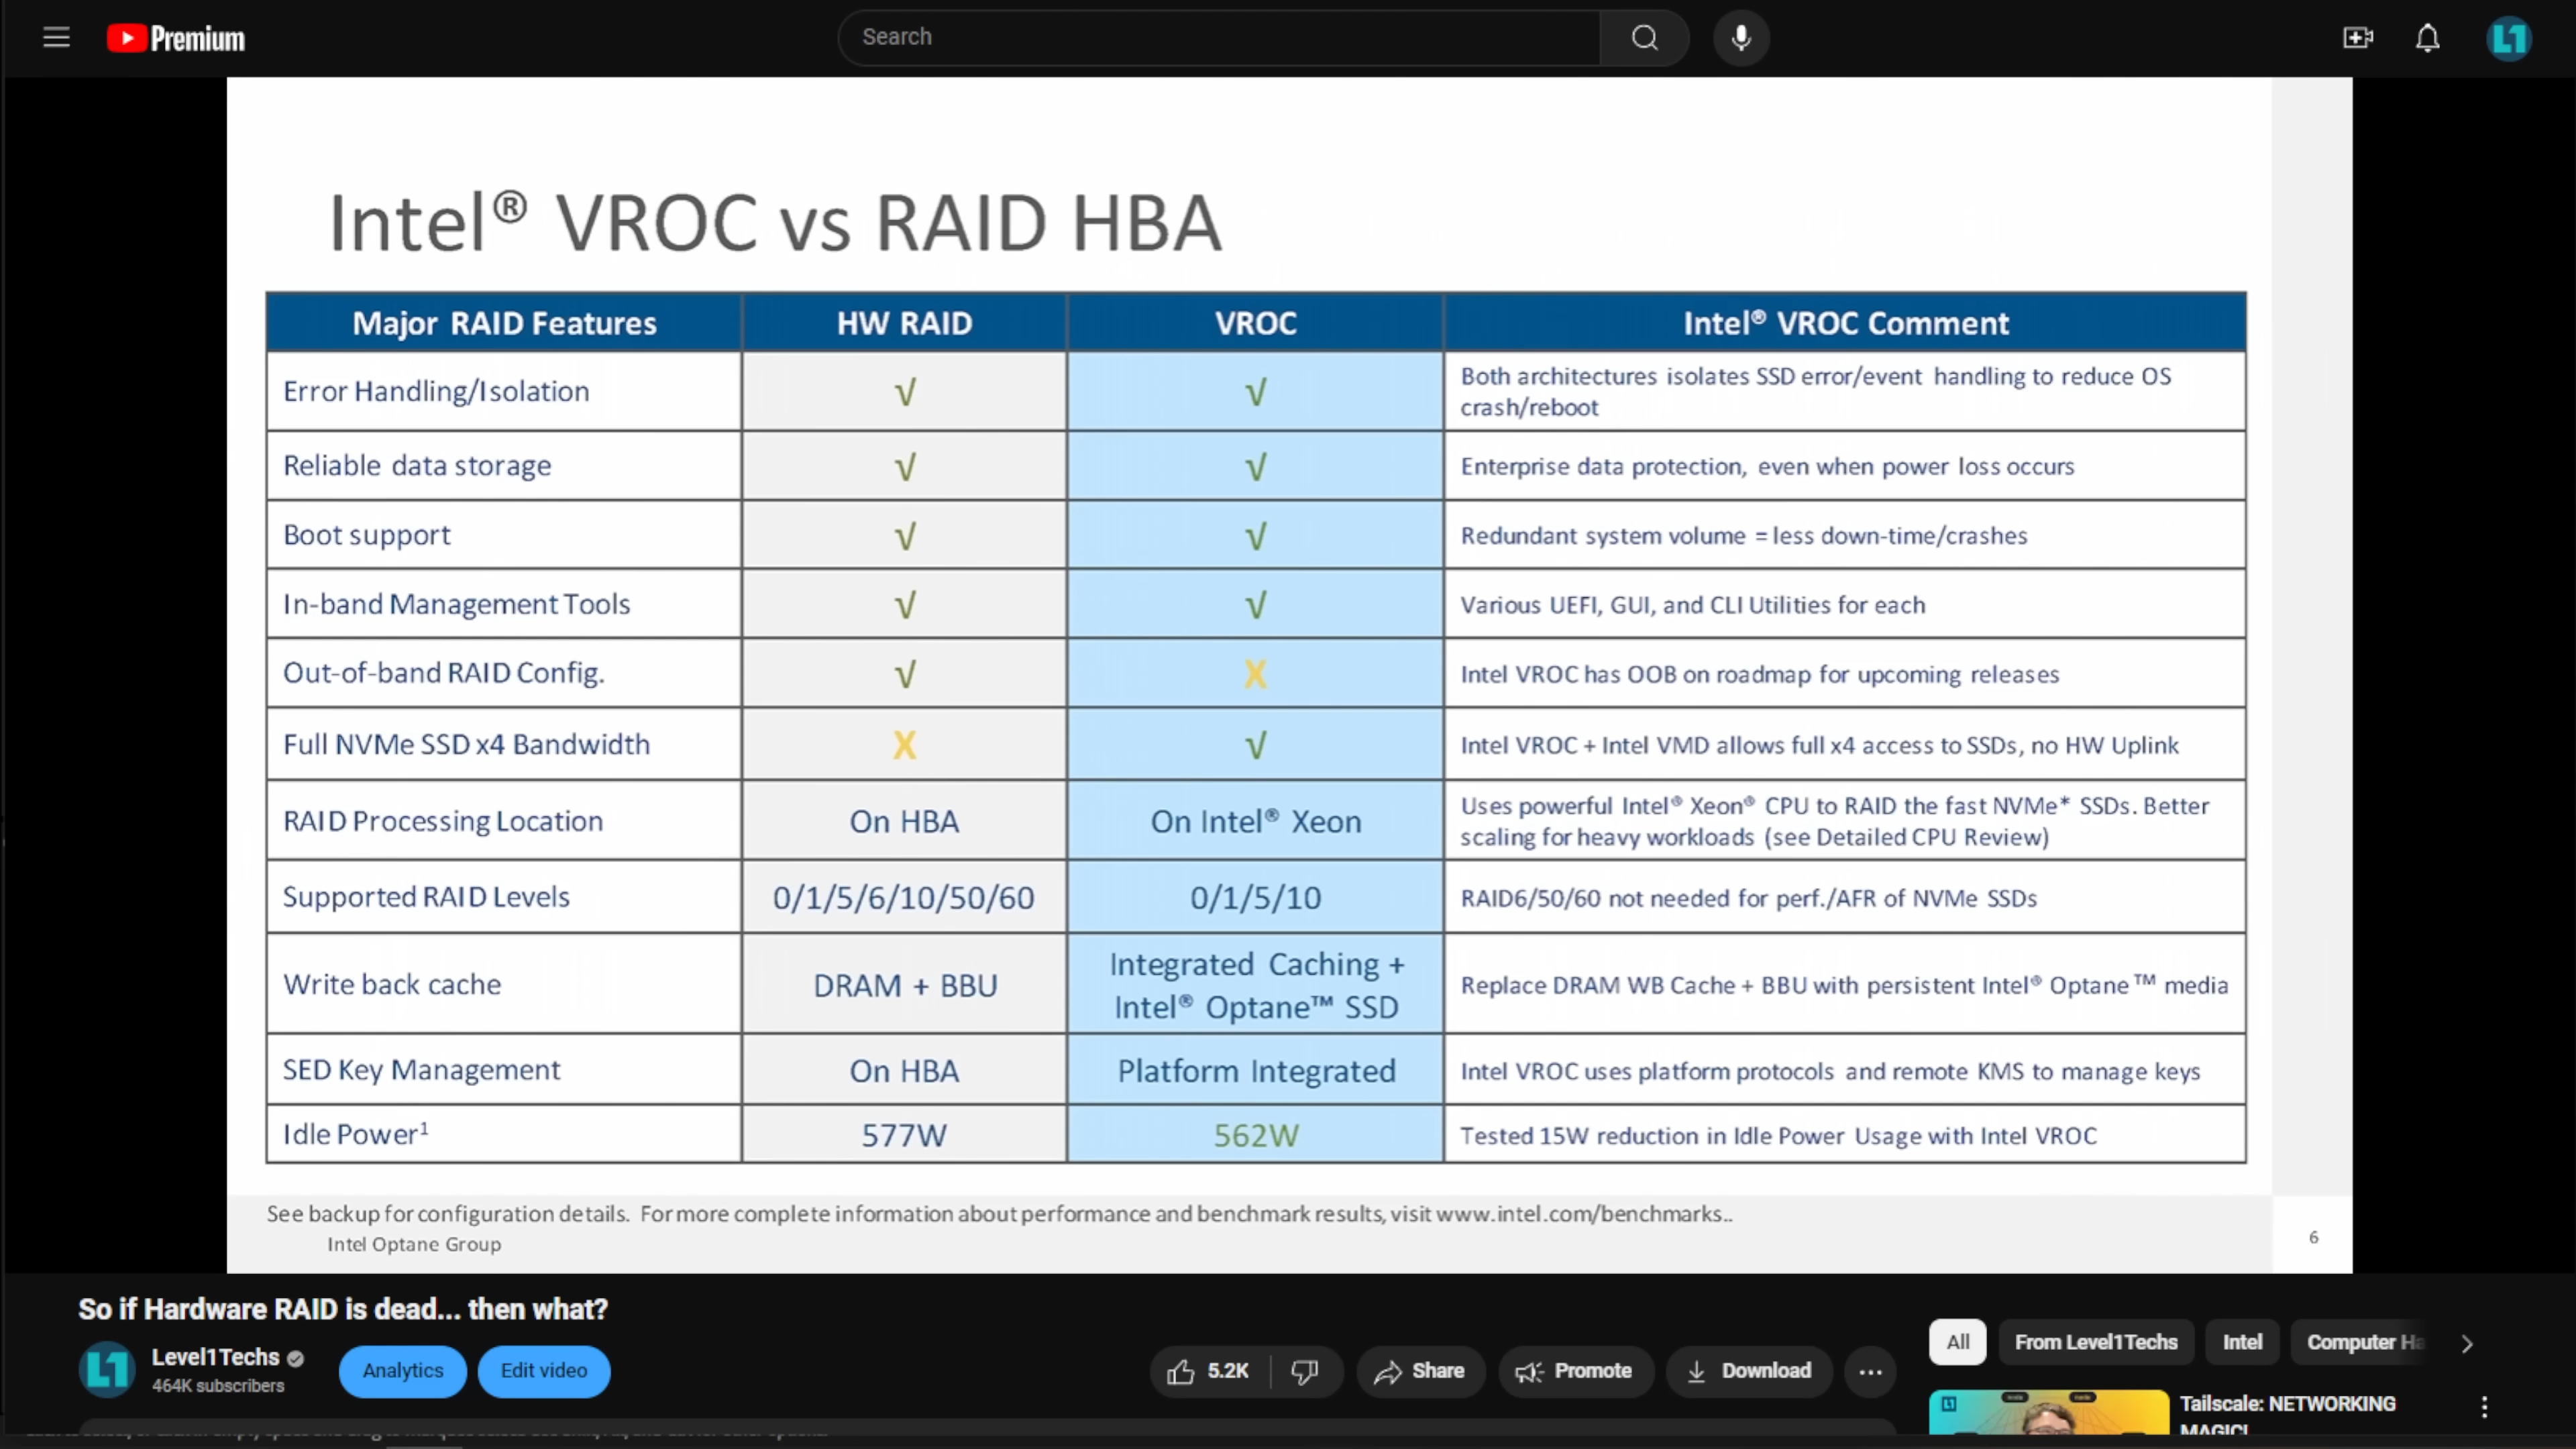 Premium
Search
L1
Intel® VROC vs RAID HBA
Major RAID Features HW RAID VROC Intel® VROC Comment
Error Handling/Isolation √ √ Both architectures isolates SSD error/event handling to reduce OS
crash/reboot
Reliable data storage √ √ Enterprise data protection, even when power loss occurs
Boot support √ √ Redundant system volume = less down-time/crashes
In-band Management Tools √ √ Various UEFI, GUI, and CLI Utilities for each
Out-of-band RAID Config. √ X Intel VROC has OOB on roadmap for upcoming releases
Full NVMe SSD x4 Bandwidth X √ Intel VROC + Intel VMD allows full x4 access to SSDs, no HW Uplink
RAID Processing Location On HBA On Intel® Xeon Uses powerful Intel® Xeon® CPU to RAID the fast NVMe* SSDs. Better
scaling for heavy workloads (see Detailed CPU Review)
Supported RAID Levels 0/1/5/6/10/50/60 0/1/5/10 RAID6/50/60 not needed for perf./AFR of NVMe SSDs
Write back cache DRAM + BBU Integrated Caching +
Intel® Optane™ SSD Replace DRAM WB Cache + BBU with persistent Intel® Optane™ media
SED Key Management On HBA Platform Integrated Intel VROC uses platform protocols and remote KMS to manage keys
Idle Power¹ 577W 562W Tested 15W reduction in Idle Power Usage with Intel VROC
See backup for configuration details. For more complete information about performance and benchmark results, visit www.intel.com/benchmarks..
Intel Optane Group
6
So if Hardware RAID is dead... then what?
L1
Level1Techs
464K subscribers
Analytics
Edit video
5.2K
Share
Promote
Download
All
From Level1Techs
Intel
Computer Ha
Tailscale: NETWORKING
MAGIC!